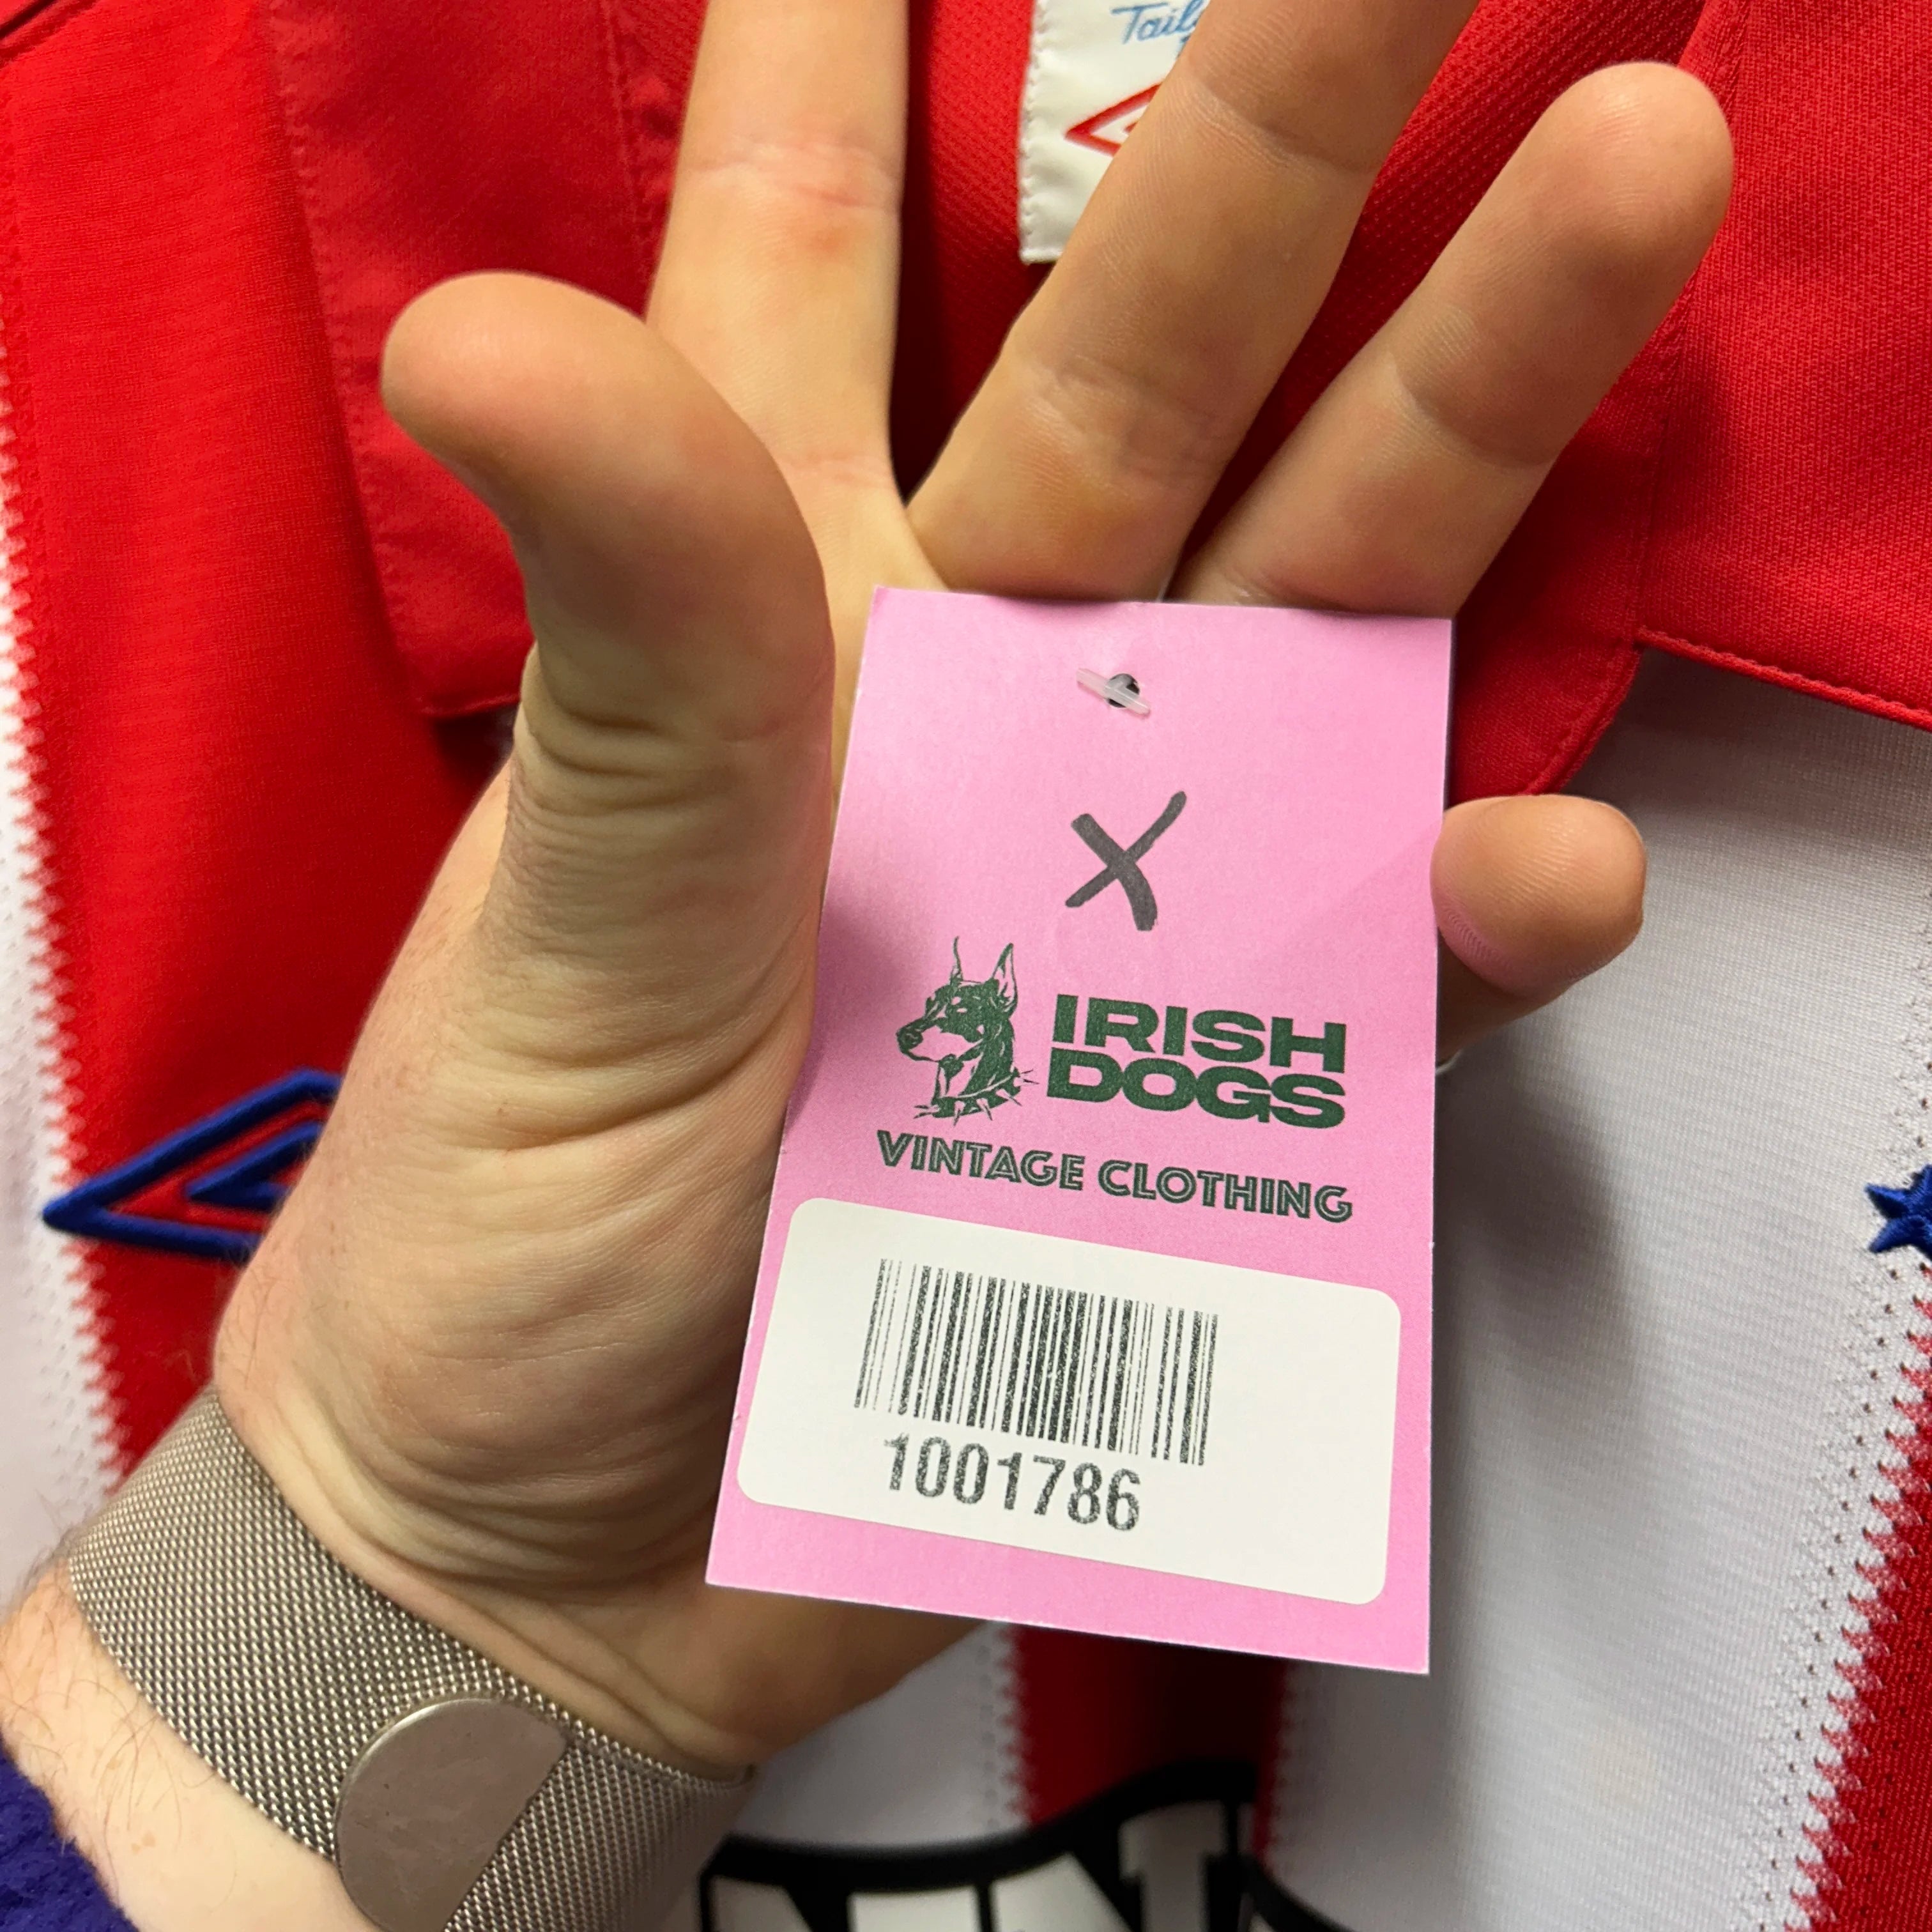 X
IRISH
DOGS
VINTAGE CLOTHING
1001786